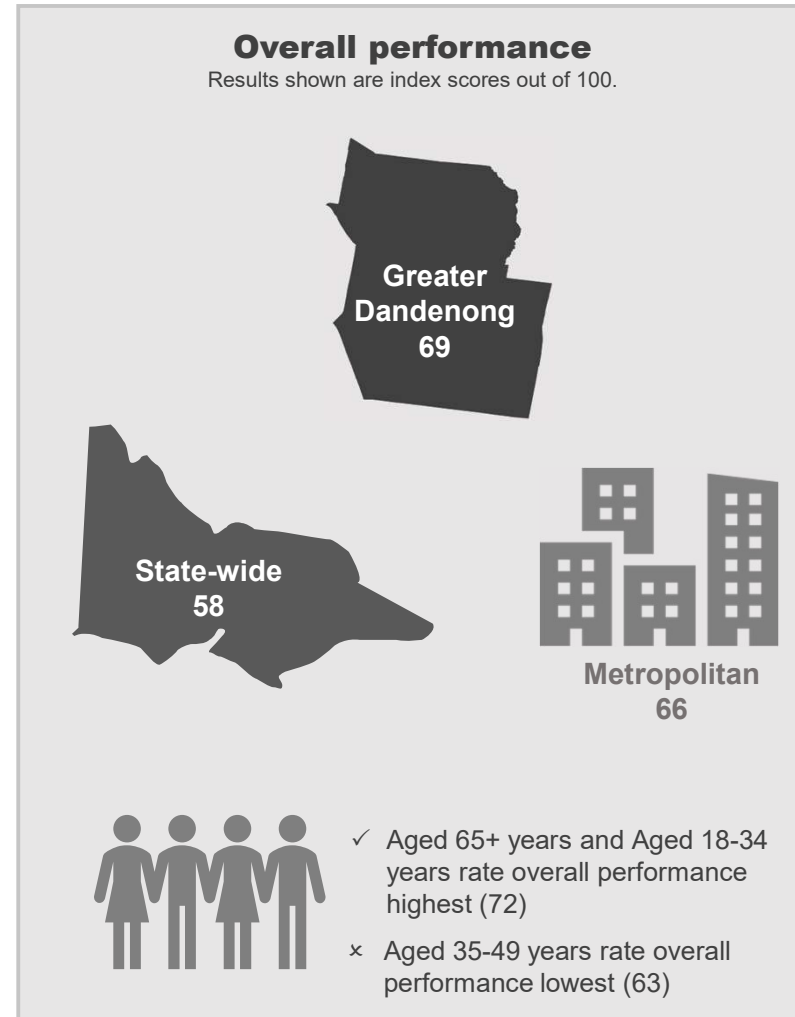 Overall performance
Results shown are index scores out of 100.
Greater
Dandenong
69
State-wide
58
Metropolitan
66
✓ Aged 65+ years and Aged 18-34
years rate overall performance
highest (72)
× Aged 35-49 years rate overall
performance lowest (63)